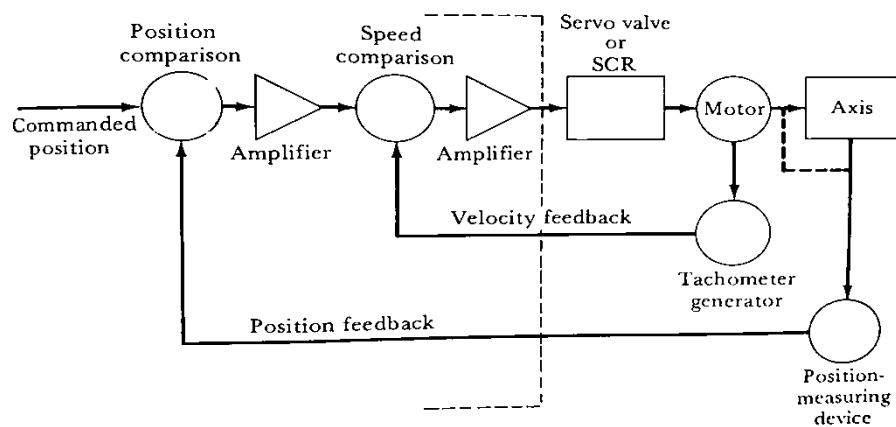 Position
comparison
Speed
comparison
Servo valve
or
SCR
Commanded
position
Amplifier
Amplifier
Motor
Axis
Velocity feedback
Tachometer
generator
Position feedback
Position-
measuring
device